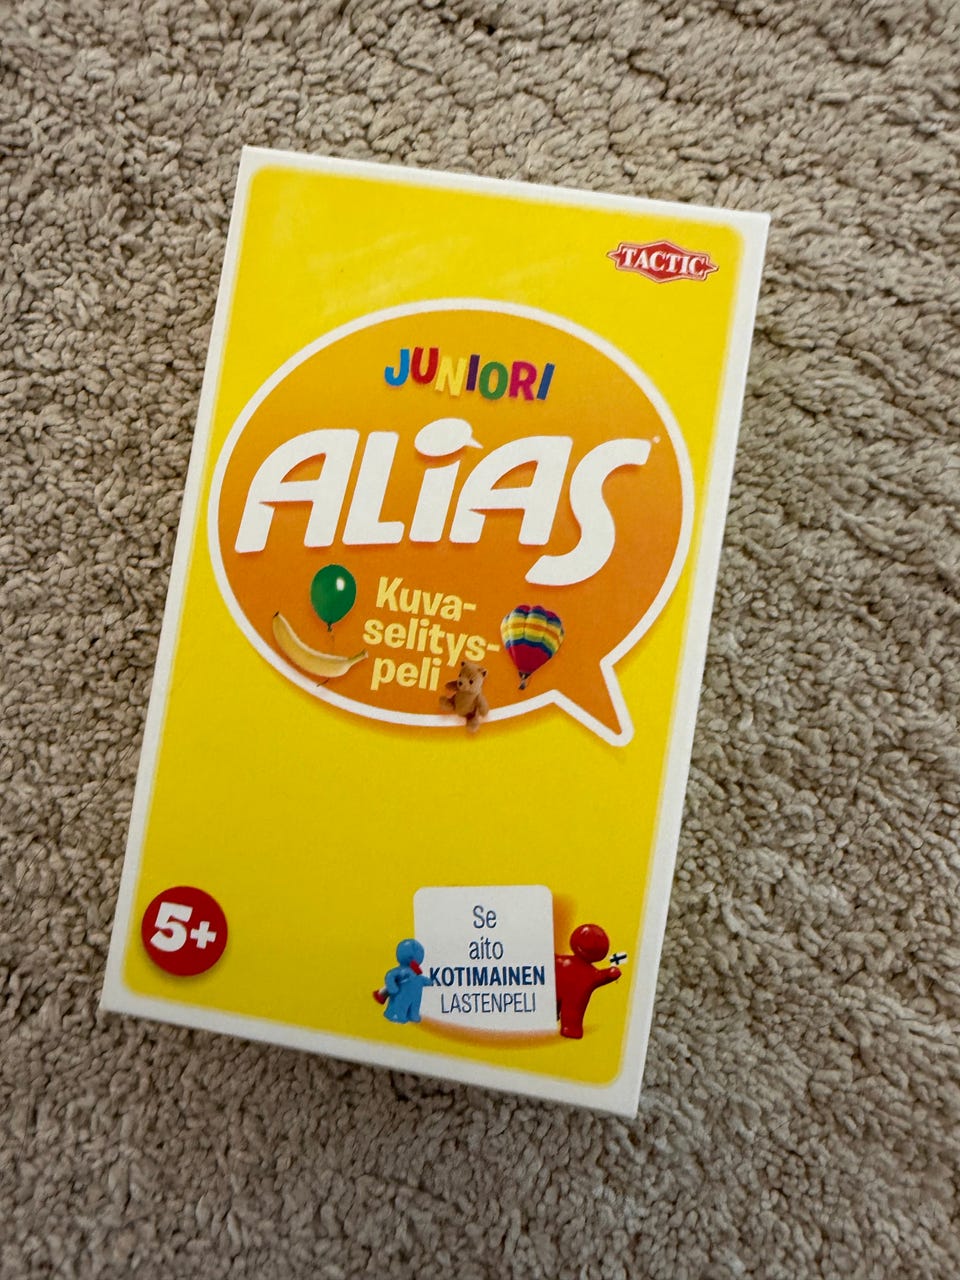 TACTIC
JUNIORI
ALIAS
Kuva-
selitys-
peli
5+
Se
aito
KOTIMAINEN
LASTENPELI